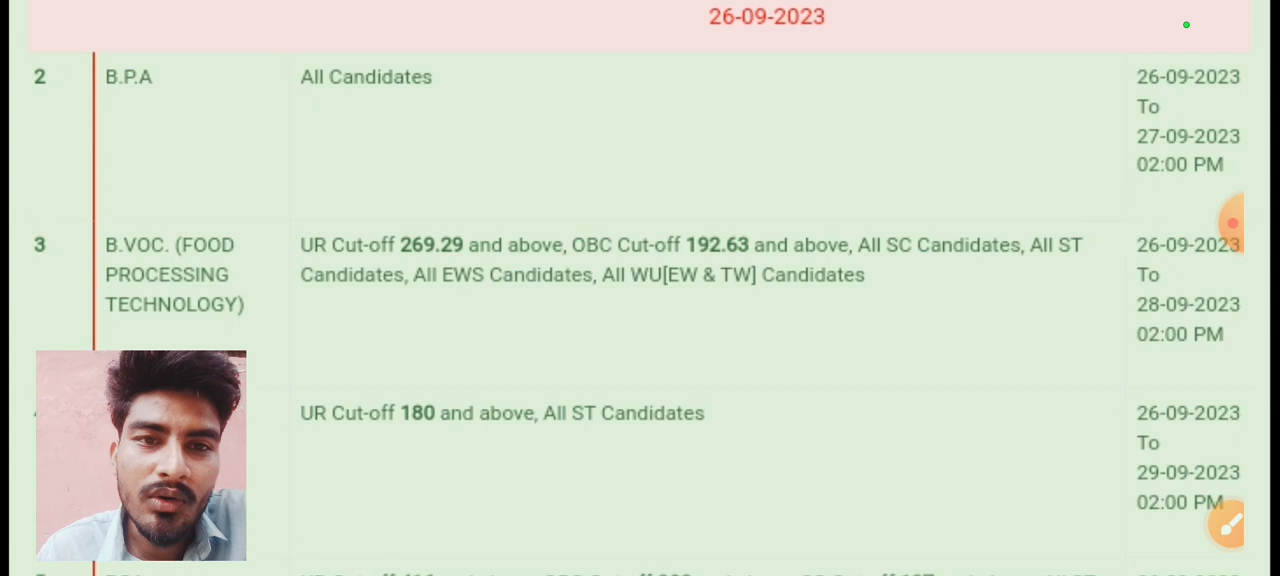 26-09-2023
2
B.P.A
All Candidates
26-09-2023
To
27-09-2023
02:00 PM
3
B.VOC. (FOOD
PROCESSING
TECHNOLOGY)
UR Cut-off 269.29 and above, OBC Cut-off 192.63 and above, All SC Candidates, All ST
Candidates, All EWS Candidates, All WU[EW & TW] Candidates
26-09-2023
To
28-09-2023
02:00 PM
UR Cut-off 180 and above, All ST Candidates
26-09-2023
To
29-09-2023
02:00 PM